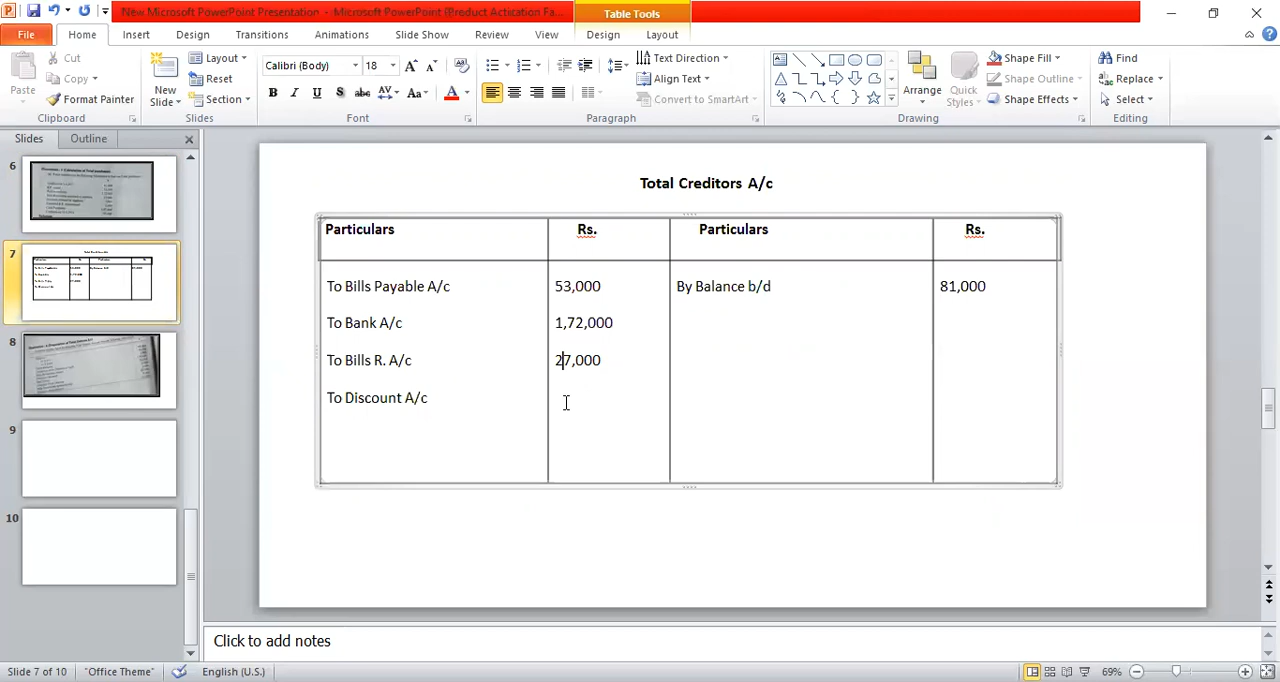 New Microsoft PowerPoint Presentation - Microsoft PowerPoint (Product Activation Fa...
Table Tools
File Home Insert Design Transitions Animations Slide Show Review View Design Layout
Paste
Cut
Copy
Format Painter
Clipboard
New Slide
Layout
Reset
Section
Slides
Calibri (Body) 18
B I U S abc AV Aa A
Font
Text Direction
Align Text
Convert to SmartArt
Paragraph
Arrange
Quick Styles
Shape Fill
Shape Outline
Shape Effects
Drawing
Find
Replace
Select
Editing
Slides Outline
6
7
8
9
10
Total Creditors A/c
Particulars Rs. Particulars Rs.
To Bills Payable A/c 53,000 By Balance b/d 81,000
To Bank A/c 1,72,000
To Bills R. A/c 27,000
To Discount A/c
Click to add notes
Slide 7 of 10 "Office Theme" English (U.S.) 69%